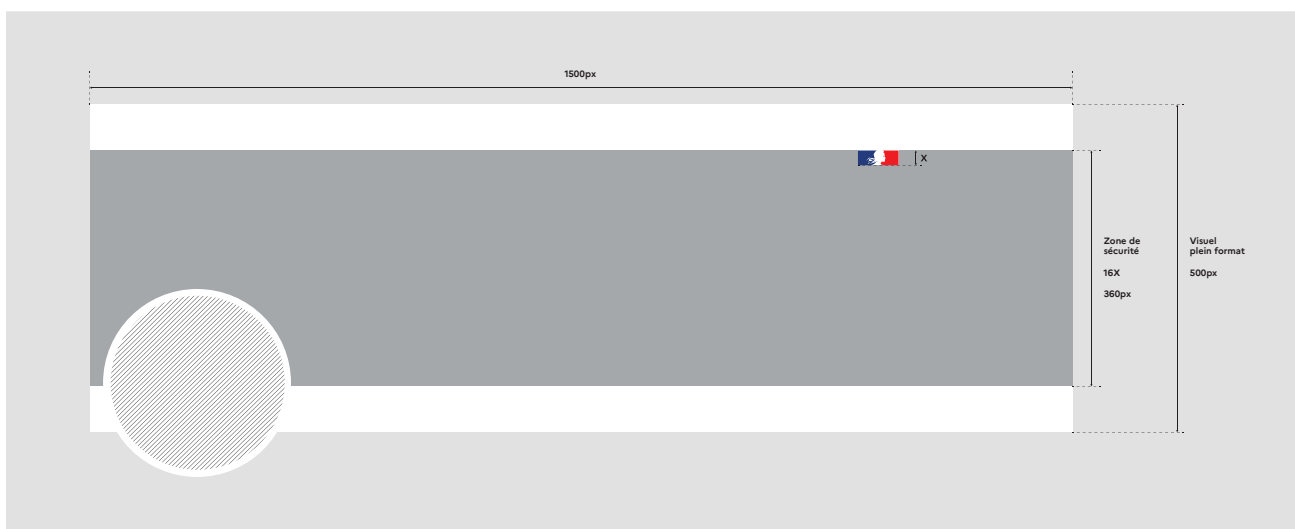 1500px
X
Zone de
sécurité
16X
360px
Visuel
plein format
500px